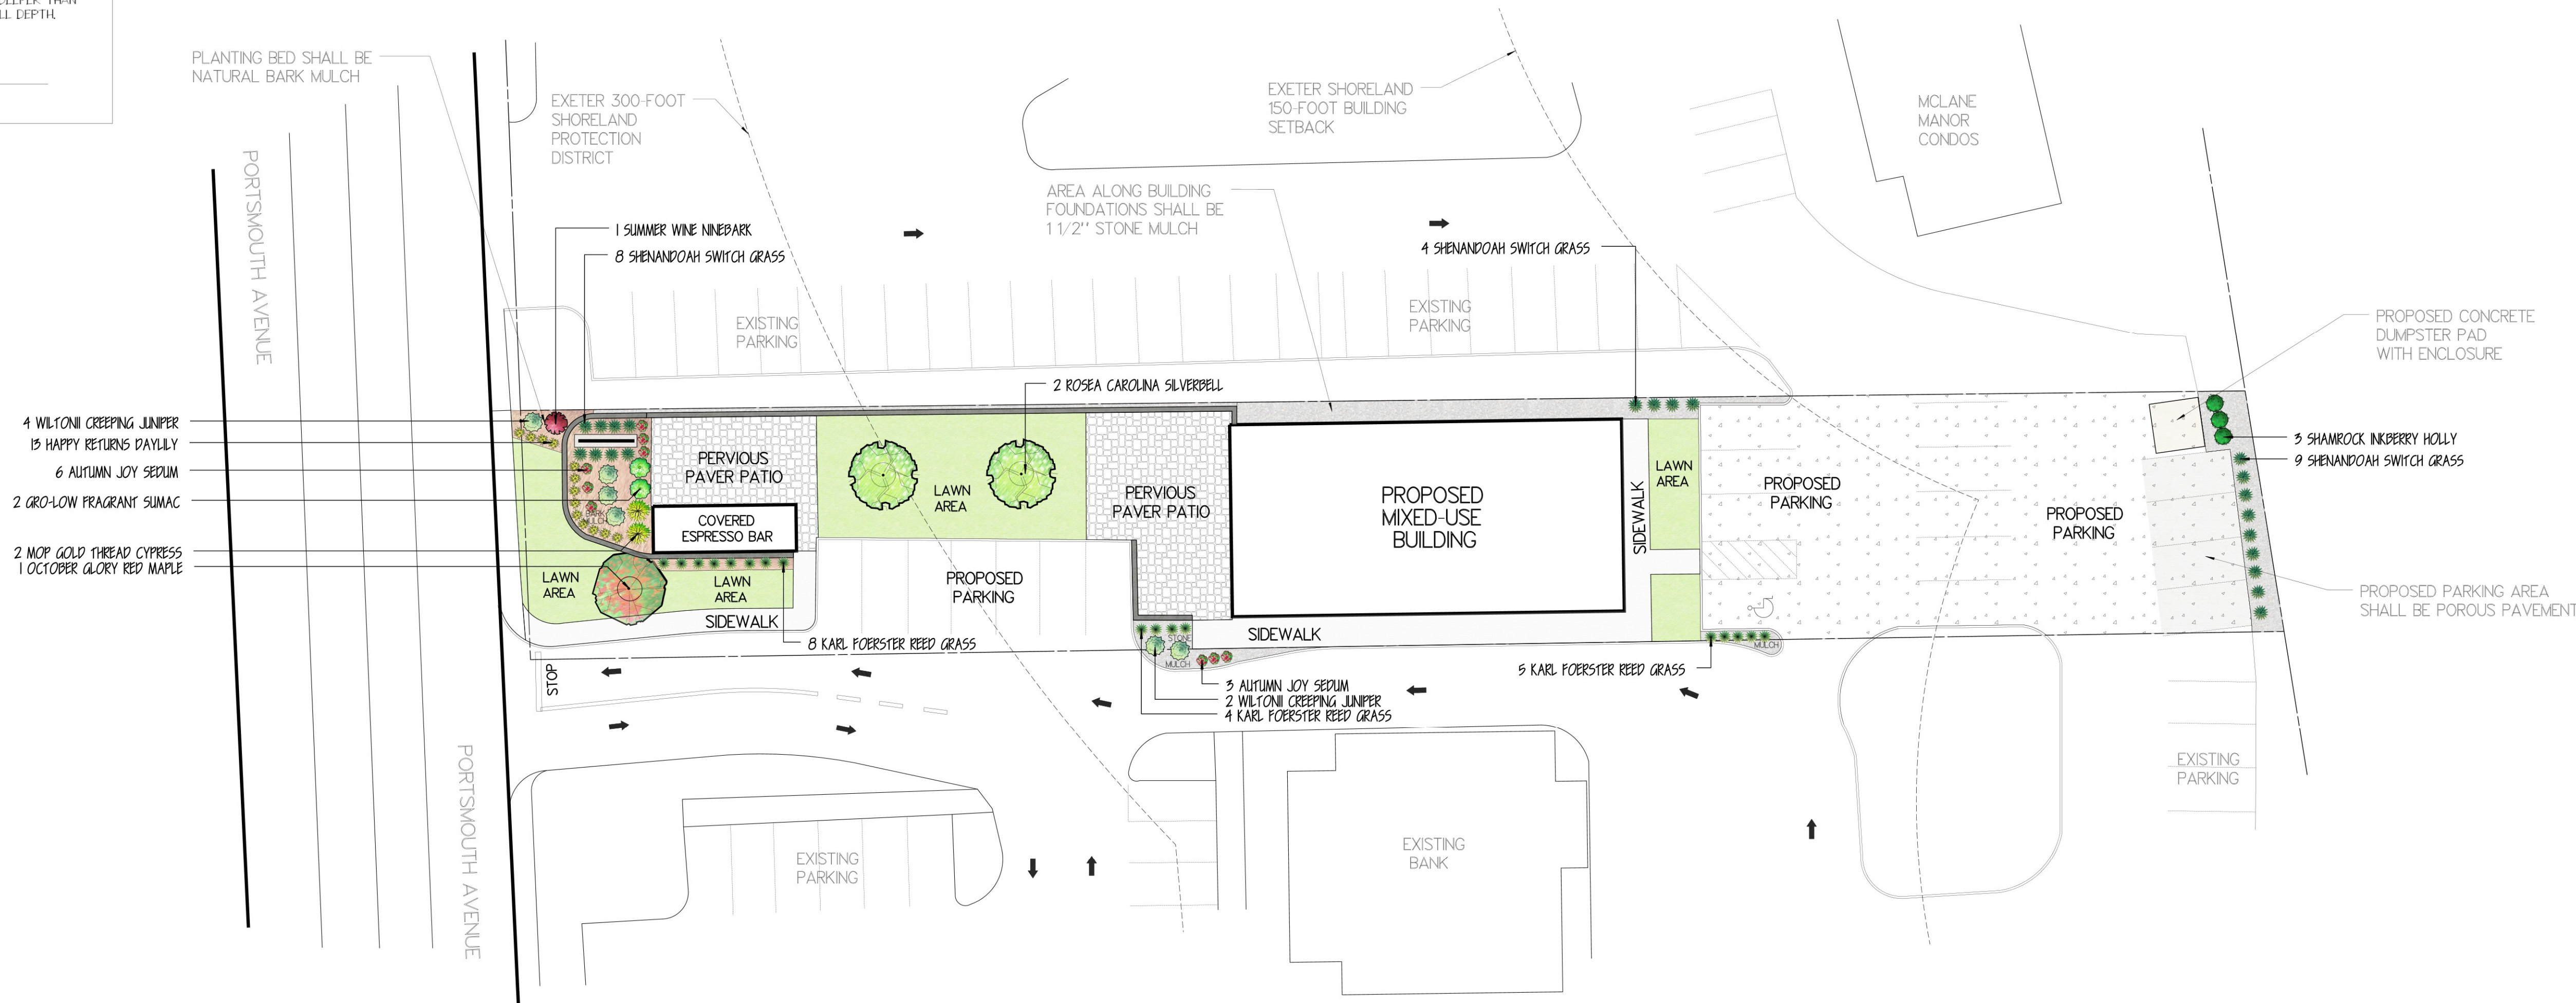 LL DEPTH.
PLANTING BED SHALL BE
NATURAL BARK MULCH
EXETER 300-FOOT
SHORELAND
PROTECTION
DISTRICT
EXETER SHORELAND
150-FOOT BUILDING
SETBACK
MCLANE
MANOR
CONDOS
PORTSMOUTH AVENUE
AREA ALONG BUILDING
FOUNDATIONS SHALL BE
1 1/2'' STONE MULCH
1 SUMMER WINE NINEBARK
8 SHENANDOAH SWITCH GRASS
4 SHENANDOAH SWITCH GRASS
EXISTING
PARKING
EXISTING
PARKING
PROPOSED CONCRETE
DUMPSTER PAD
WITH ENCLOSURE
2 ROSEA CAROLINA SILVERBELL
4 WILTONII CREEPING JUNIPER
13 HAPPY RETURNS DAYLILY
6 AUTUMN JOY SEDUM
2 GRO-LOW FRAGRANT SUMAC
2 MOP GOLD THREAD CYPRESS
1 OCTOBER GLORY RED MAPLE
BARK
MULCH
PERVIOUS
PAVER PATIO
COVERED
ESPRESSO BAR
LAWN
AREA
PERVIOUS
PAVER PATIO
PROPOSED
MIXED-USE
BUILDING
SIDEWALK
LAWN
AREA
PROPOSED
PARKING
PROPOSED
PARKING
3 SHAMROCK INKBERRY HOLLY
9 SHENANDOAH SWITCH GRASS
LAWN
AREA
LAWN
AREA
SIDEWALK
PROPOSED
PARKING
PROPOSED PARKING AREA
SHALL BE POROUS PAVEMENT
8 KARL FOERSTER REED GRASS
STONE
MULCH
SIDEWALK
MULCH
STOP
5 KARL FOERSTER REED GRASS
3 AUTUMN JOY SEDUM
2 WILTONII CREEPING JUNIPER
4 KARL FOERSTER REED GRASS
PORTSMOUTH AVENUE
EXISTING
PARKING
EXISTING
BANK
EXISTING
PARKING